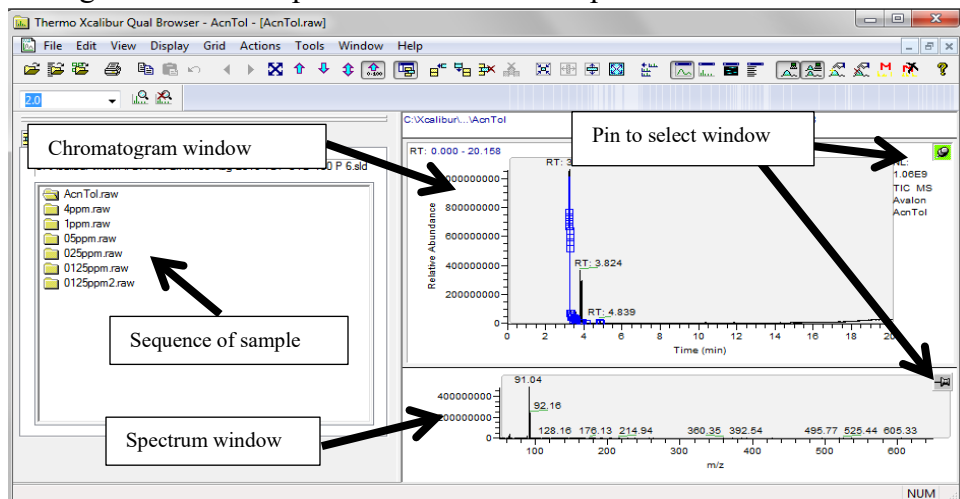 Thermo Xcalibur Qual Browser - AcnTol - [AcnTol.raw]
File Edit View Display Grid Actions Tools Window Help
2.0
C:\Xcalibur\...\AcnTol
Chromatogram window
Pin to select window
P 6.sld
AcnTol.raw
4ppm.raw
1ppm.raw
05ppm.raw
025ppm.raw
0125ppm.raw
0125ppm2.raw
Sequence of sample
Spectrum window
RT: 0.000 - 20.158
NL:
1.06E9
TIC MS
Avalon
AcnTol
800000000
600000000
400000000
200000000
0
Relative Abundance
RT: 3.824
RT: 4.839
0 2 4 6 8 10 12 14 16 18
Time (min)
91.04
92.16
128.16 176.13 214.94 360.35 392.54 495.77 525.44 605.33
400000000
0
100 200 300 400 500 600
m/z
NUM